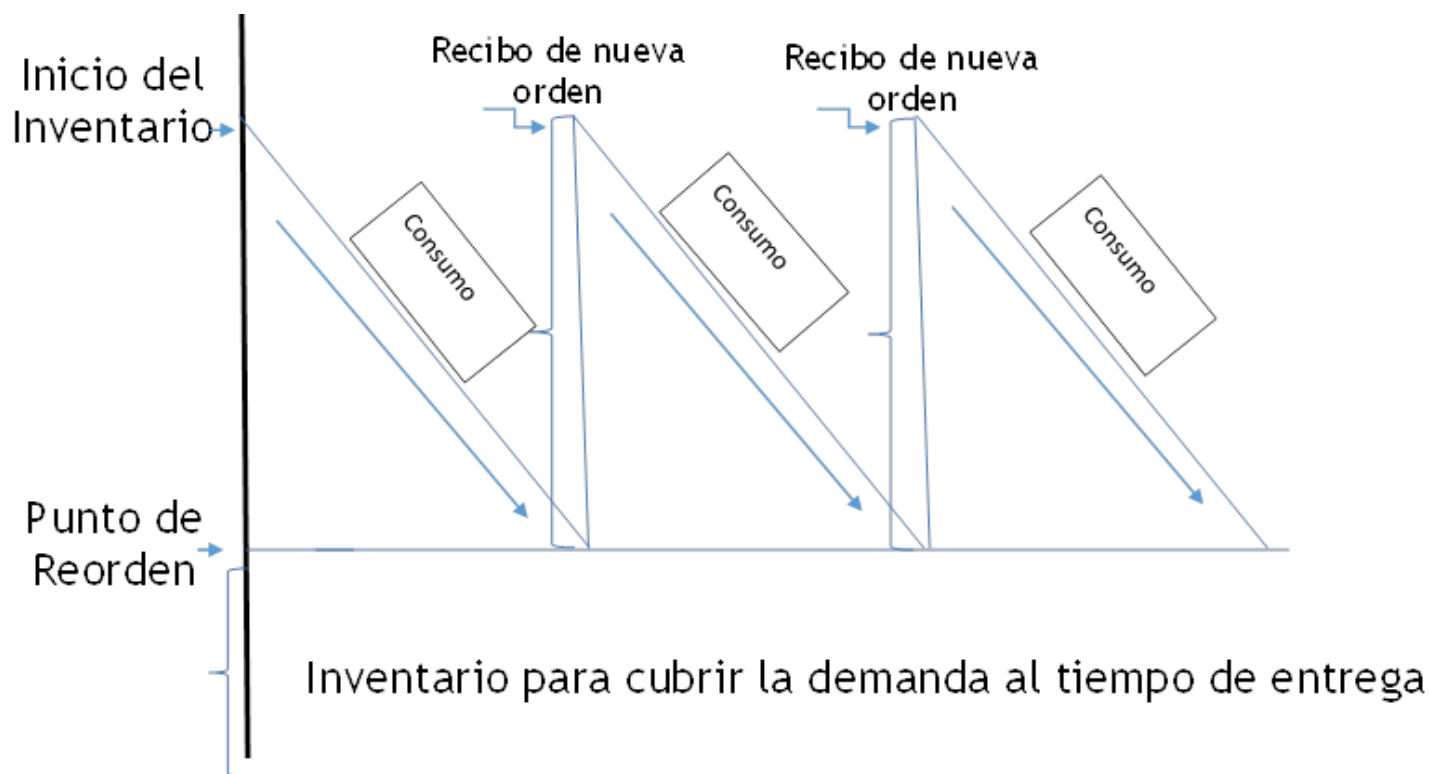 Inicio del
Inventario
Recibo de nueva
orden
Recibo de nueva
orden
Consumo
Consumo
Consumo
Punto de
Reorden
Inventario para cubrir la demanda al tiempo de entrega